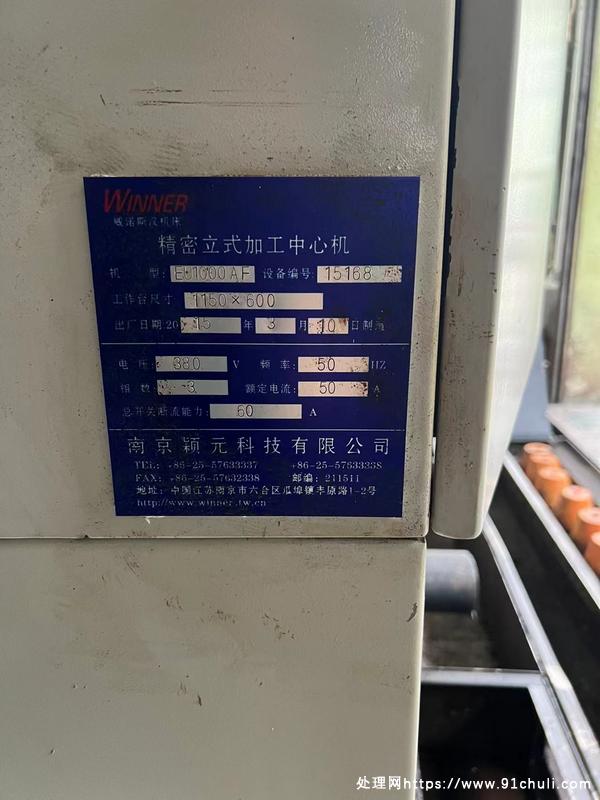 WINNER
威诺斯汉机床
精密立式加工中心机
机 型: EU1000AF 设备编号: 15168
工作台尺寸: 1150×600
出厂日期: 2015 年 3 月 10 日制造
电 压: 380 V 频 率: 50 HZ
组 数: 3 额定电流: 50 A
总开关断流能力: 60 A
南京颖元科技有限公司
TEL: +86-25-57633337 +86-25-57633338
FAX: +86-25-57632338 邮编: 211511
地址: 中国江苏南京市六合区瓜埠镇丰原路1-2号
http://www.winner.tw.cn
处理网https://www.91chuli.com